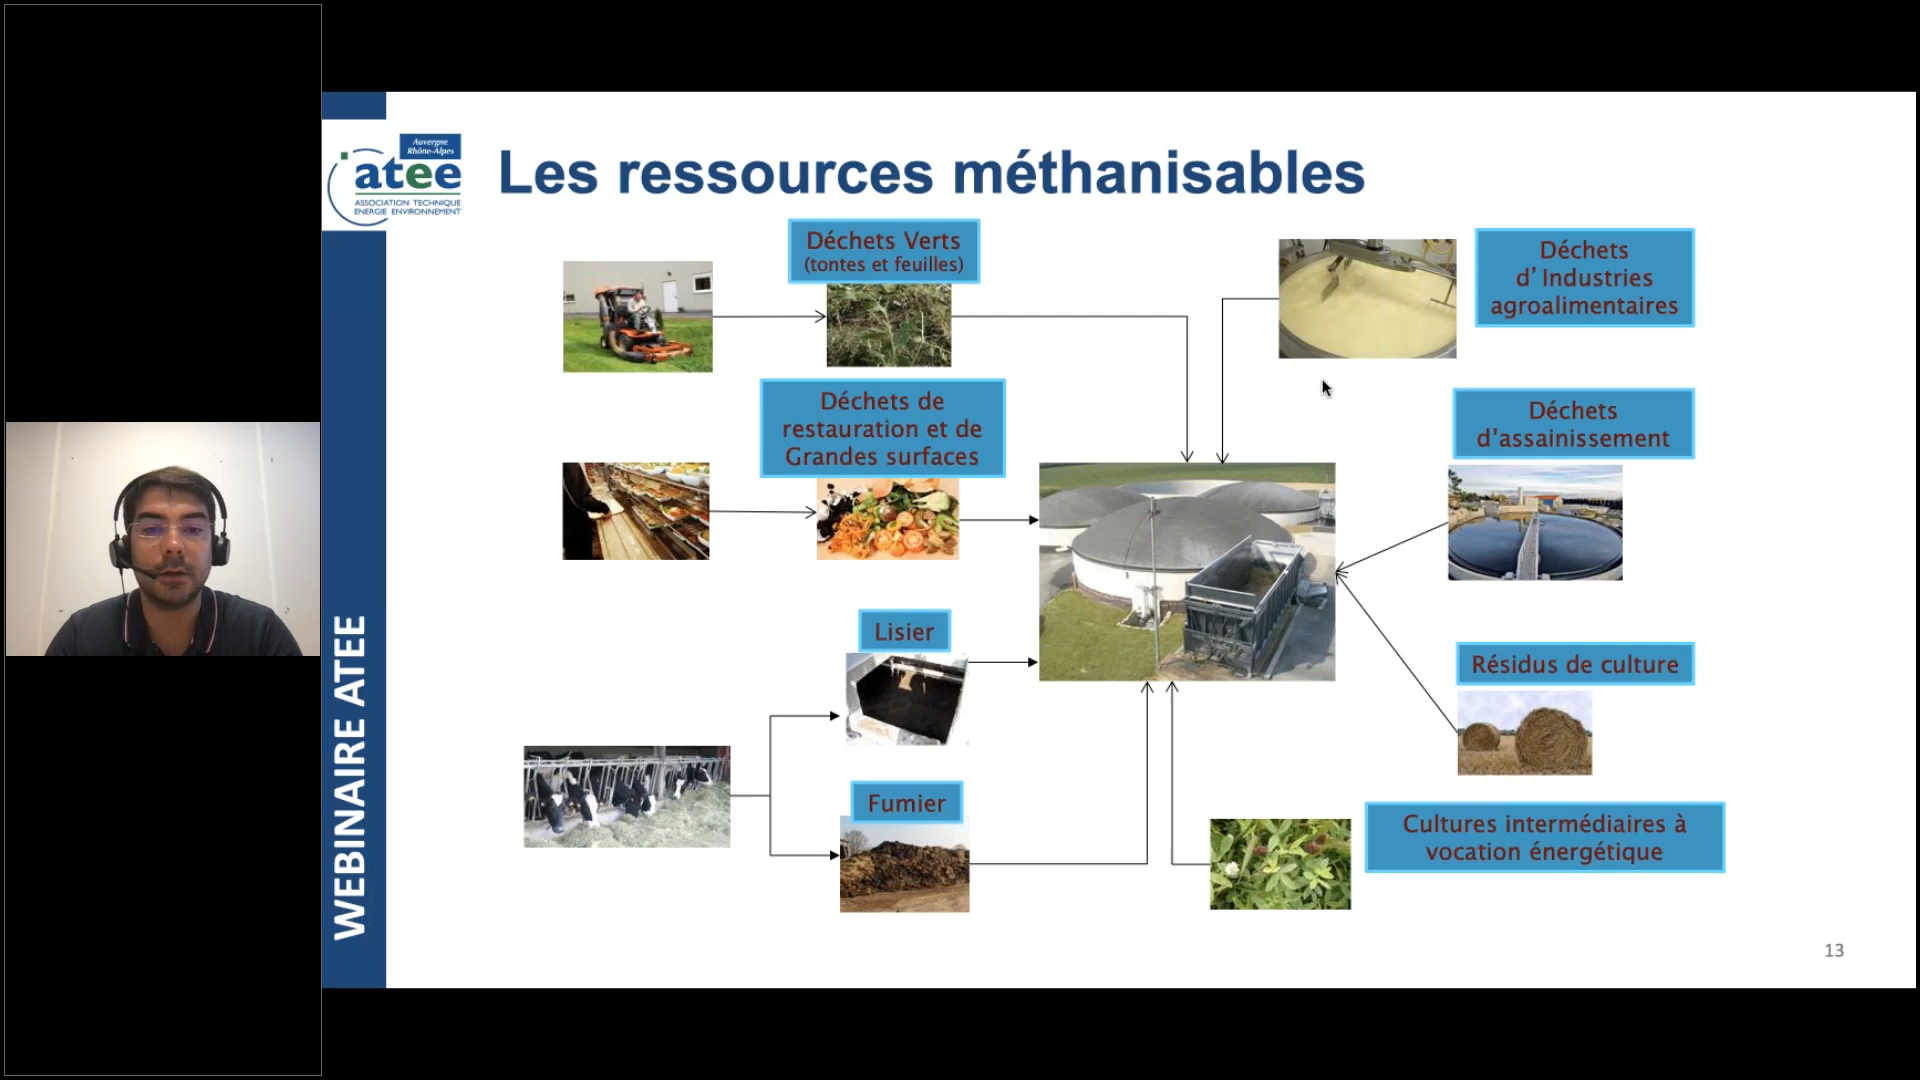 Auvergne
Rhône-Alpes
atee
ASSOCIATION TECHNIQUE
ENERGIE ENVIRONNEMENT
WEBINAIRE ATEE
Les ressources méthanisables
Déchets Verts
(tontes et feuilles)
Déchets de
restauration et de
Grandes surfaces
Lisier
Fumier
Déchets
d’Industries
agroalimentaires
Déchets
d’assainissement
Résidus de culture
Cultures intermédiaires à
vocation énergétique
13